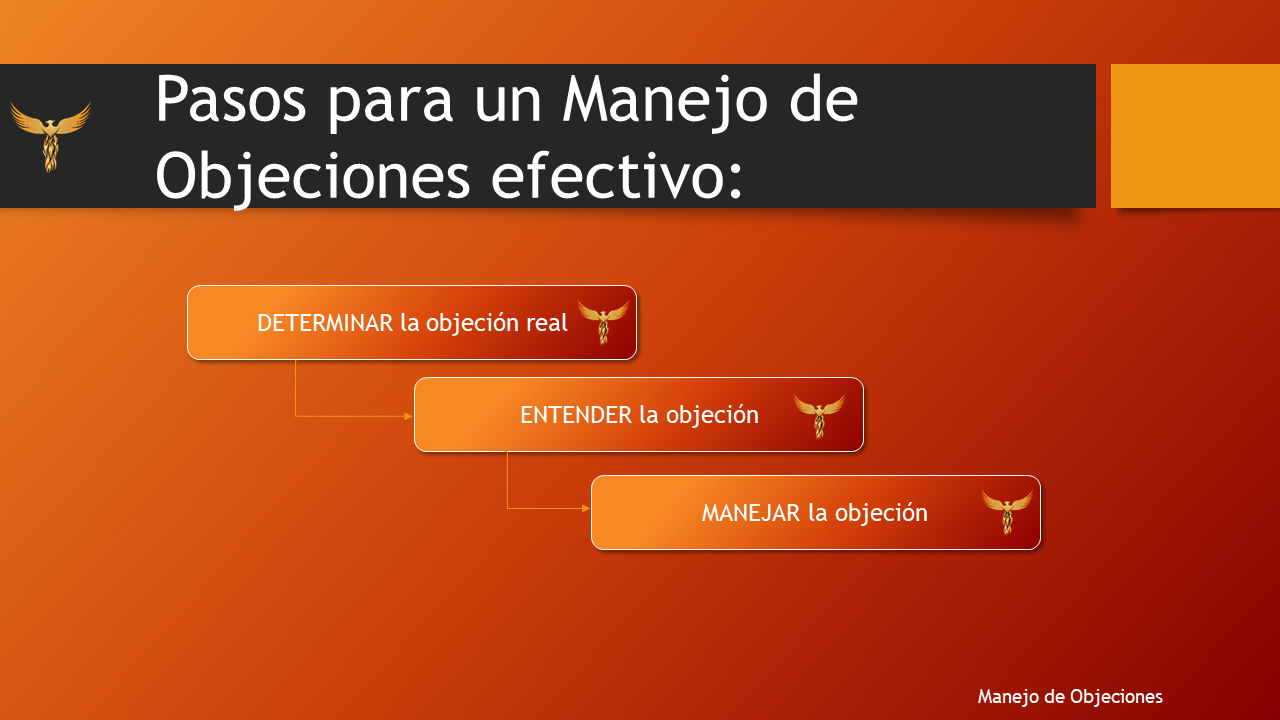 Pasos para un Manejo de
Objeciones efectivo:
DETERMINAR la objeción real
ENTENDER la objeción
MANEJAR la objeción
Manejo de Objeciones